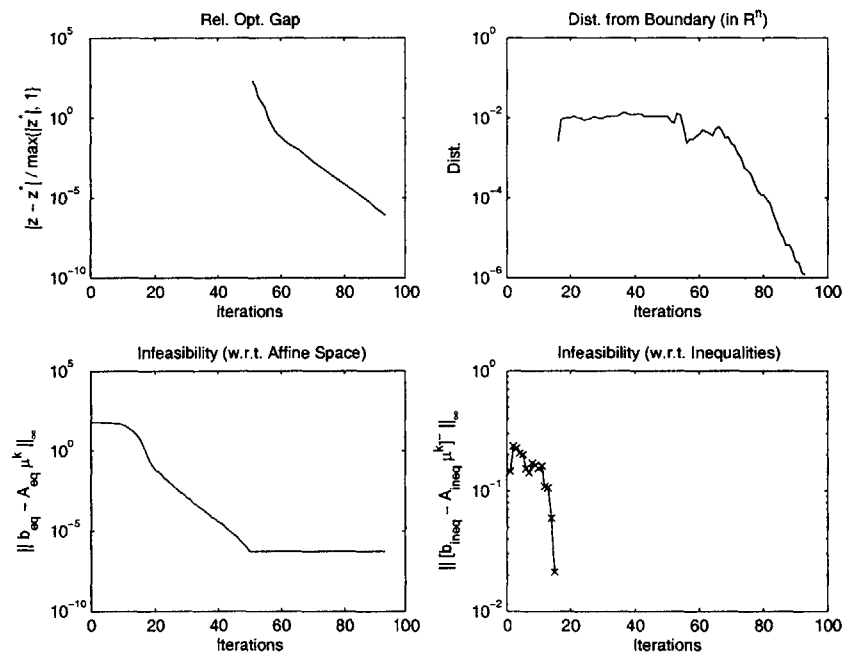 Rel. Opt. Gap
10^5
10^0
10^-5
10^-10
|z - z*| / max{|z*|, 1}
0 20 40 60 80 100
Iterations
Dist. from Boundary (in R^n)
10^0
10^-2
10^-4
10^-6
Dist.
0 20 40 60 80 100
Iterations
Infeasibility (w.r.t. Affine Space)
10^5
10^0
10^-5
10^-10
|| b_eq - A_eq μ^k ||_∞
0 20 40 60 80 100
Iterations
Infeasibility (w.r.t. Inequalities)
10^0
10^-1
10^-2
|| [b_ineq - A_ineq μ^k]^- ||_∞
0 20 40 60 80 100
Iterations